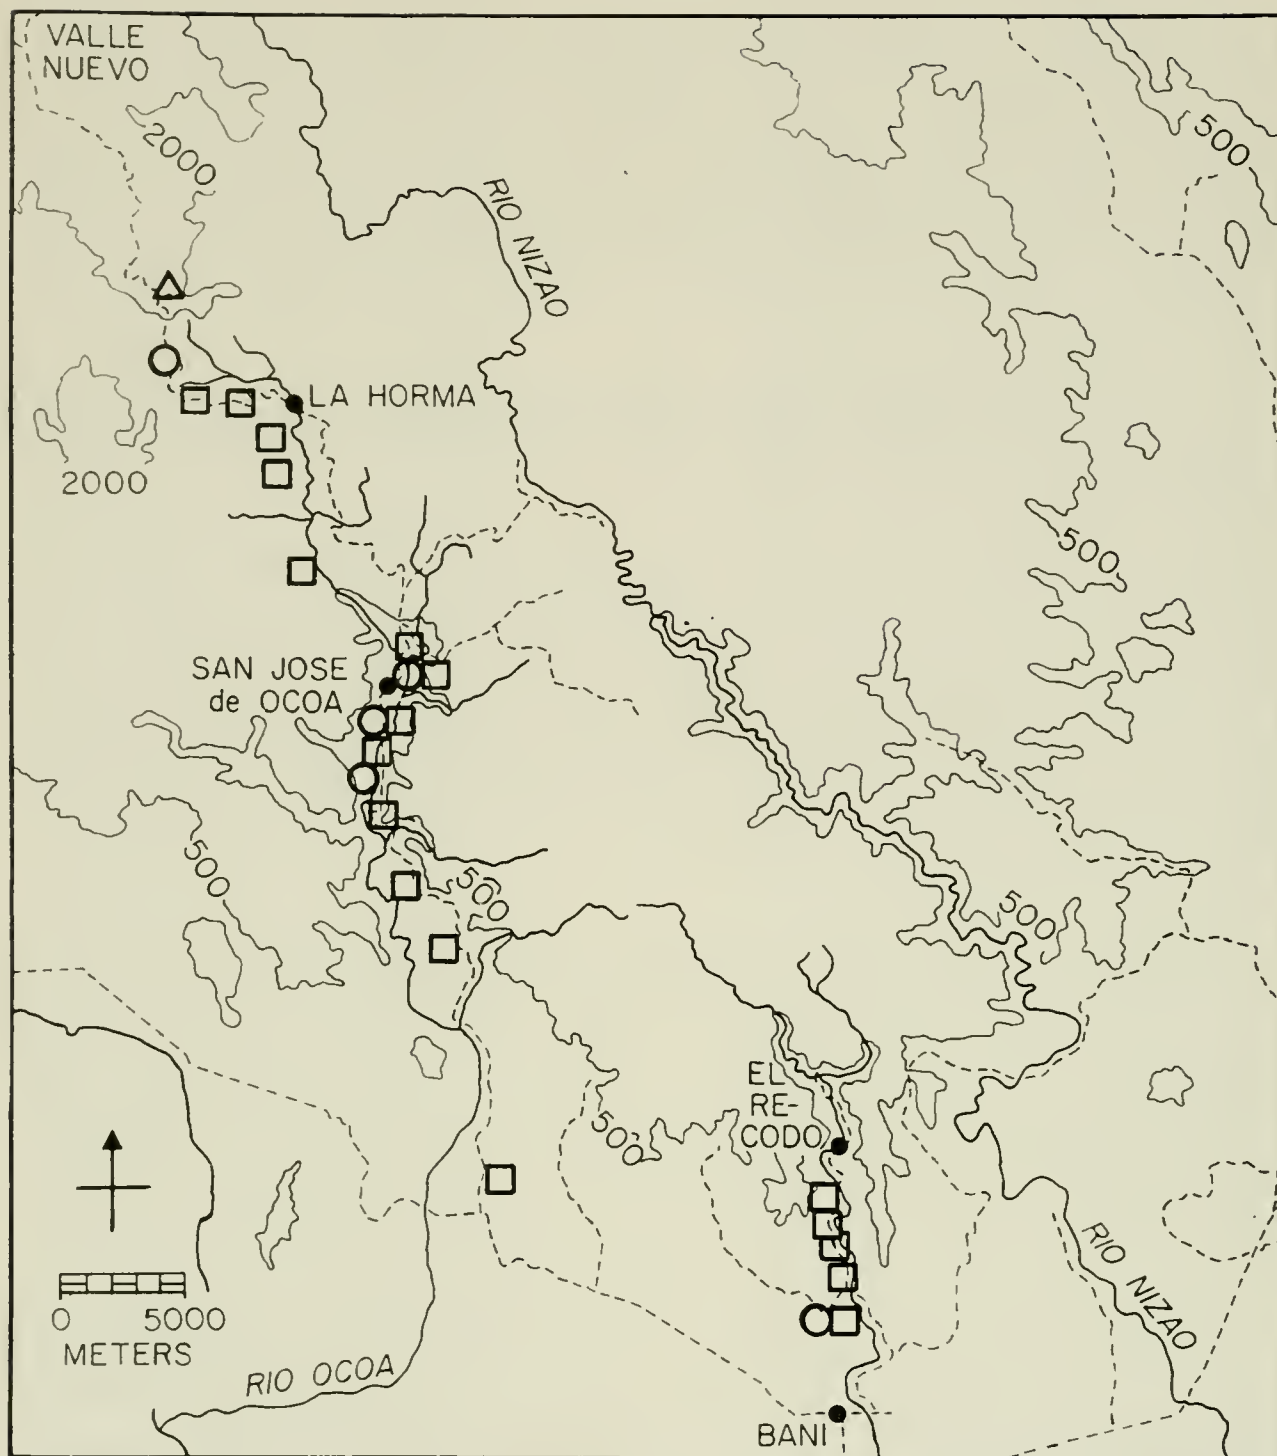 VALLE
NUEVO
2000
500
RIO NIZAO
LA HORMA
2000
500
SAN JOSE
de OCOA
500
500
500
EL
RE-
CODO
500
RIO NIZAO
0 5000
METERS
RIO OCOA
BANI